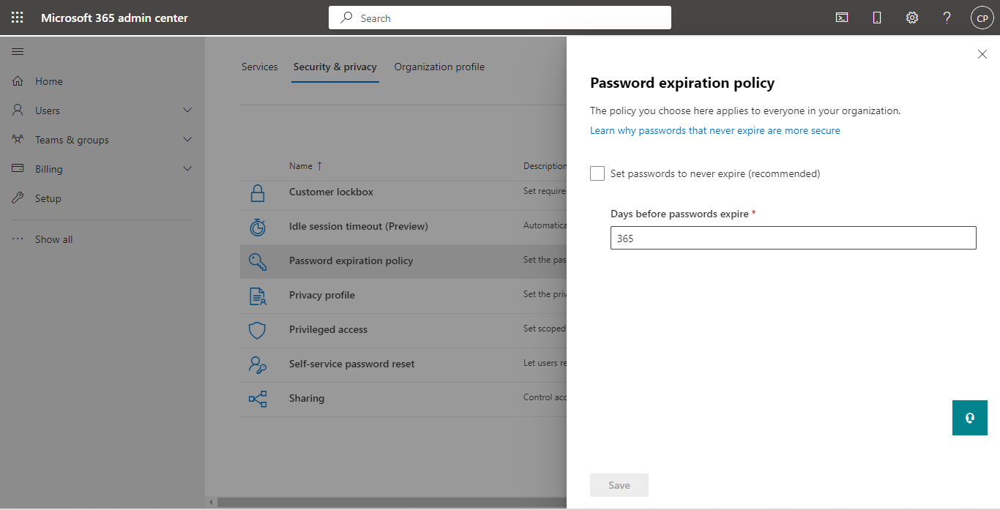 Microsoft 365 admin center
Search
CP
Home
Users
Teams & groups
Billing
Setup
Show all
Services Security & privacy Organization profile
Name ↑ Description
Customer lockbox Set require
Idle session timeout (Preview) Automatica
Password expiration policy Set the pas
Privacy profile Set the priv
Privileged access Set scoped
Self-service password reset Let users re
Sharing Control acc
Password expiration policy
The policy you choose here applies to everyone in your organization.
Learn why passwords that never expire are more secure
Set passwords to never expire (recommended)
Days before passwords expire *
365
Save